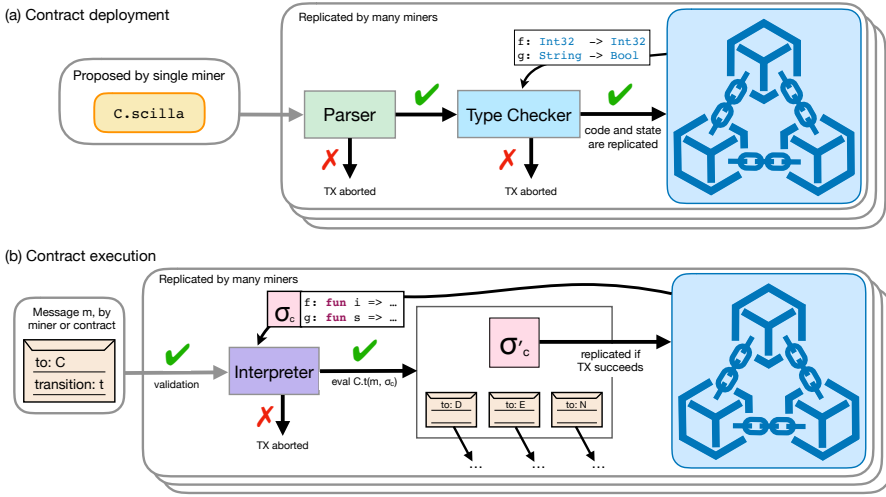 (a) Contract deployment
Replicated by many miners
Proposed by single miner
C.scilla
Parser
Type Checker
f: Int32 -> Int32
g: String -> Bool
code and state
are replicated
TX aborted
TX aborted
(b) Contract execution
Replicated by many miners
Message m, by
miner or contract
to: C
transition: t
validation
σc
f: fun i => …
g: fun s => …
Interpreter
eval C.t(m, σc)
TX aborted
σ'c
replicated if
TX succeeds
to: D
to: E
to: N
...
...
...